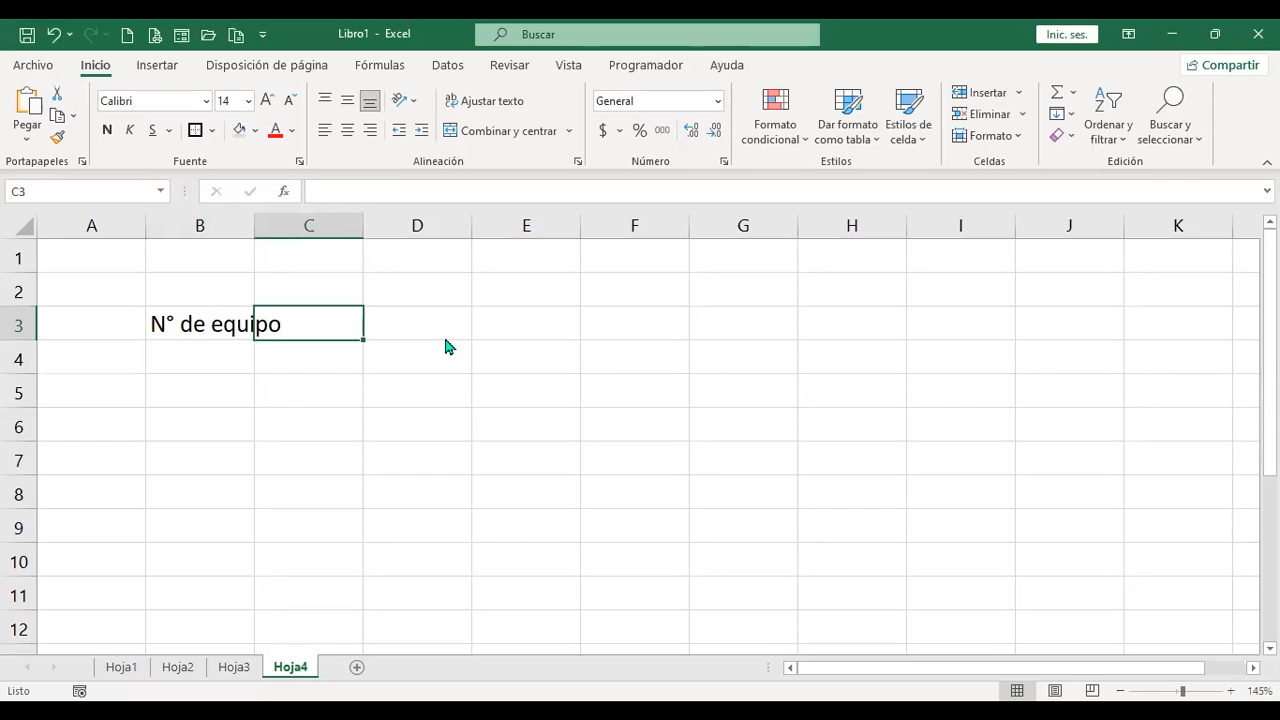 Libro1 - Excel
Buscar
Inic. ses.
Archivo Inicio Insertar Disposición de página Fórmulas Datos Revisar Vista Programador Ayuda
Compartir
Pegar
Portapapeles
Calibri 14
N K S
Fuente
Ajustar texto
Combinar y centrar
Alineación
General
$ % 000
Número
Formato condicional
Dar formato como tabla
Estilos de celda
Estilos
Insertar
Eliminar
Formato
Celdas
Ordenar y filtrar
Buscar y seleccionar
Edición
C3
fx
A B C D E F G H I J K
1
2
3 N° de equipo
4
5
6
7
8
9
10
11
12
Hoja1 Hoja2 Hoja3 Hoja4
Listo
145%